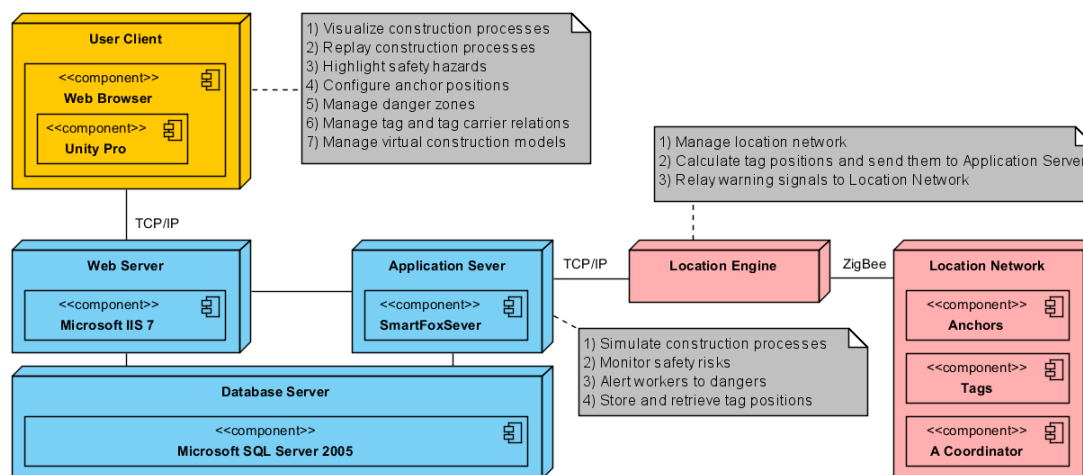 User Client
<<component>>
Web Browser
<<component>>
Unity Pro
1) Visualize construction processes
2) Replay construction processes
3) Highlight safety hazards
4) Configure anchor positions
5) Manage danger zones
6) Manage tag and tag carrier relations
7) Manage virtual construction models
1) Manage location network
2) Calculate tag positions and send them to Application Server
3) Relay warning signals to Location Network
TCP/IP
Web Server
<<component>>
Microsoft IIS 7
Application Sever
<<component>>
SmartFoxSever
TCP/IP
Location Engine
ZigBee
Location Network
<<component>>
Anchors
<<component>>
Tags
<<component>>
A Coordinator
1) Simulate construction processes
2) Monitor safety risks
3) Alert workers to dangers
4) Store and retrieve tag positions
Database Server
<<component>>
Microsoft SQL Server 2005